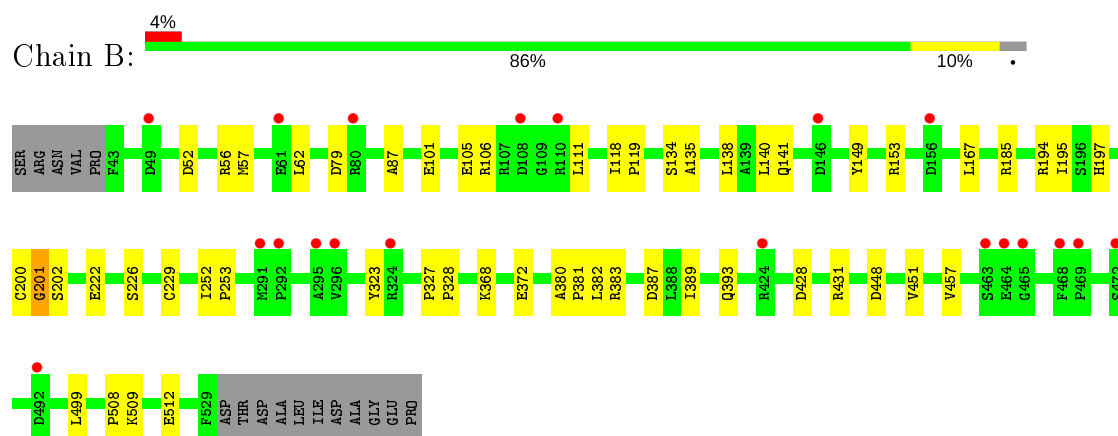 4%
Chain B:
86% 10% •
SER ARG ASN VAL PRO F43 D49 D52 R56 M57 E61 L62 D79 R80 A87 E101 E105 R106 R107 D108 G109 R110 L111 I118 P119 S134 A135 L138 A139 L140 Q141 D146 Y149 R153 D156 L167 R185 R194 I195 S196 H197
C200 G201 S202 E222 S226 C229 I252 P253 M291 P292 A295 V296 Y323 R324 P327 P328 K368 E372 A380 P381 L382 R383 D387 L388 I389 Q393 R424 D428 R431 D448 V451 V457 S463 E464 G465 F468 P469
D492 L499 P508 K509 E512 F529 ASP THR ASP ALA LEU ILE ASP ALA GLY GLU PRO